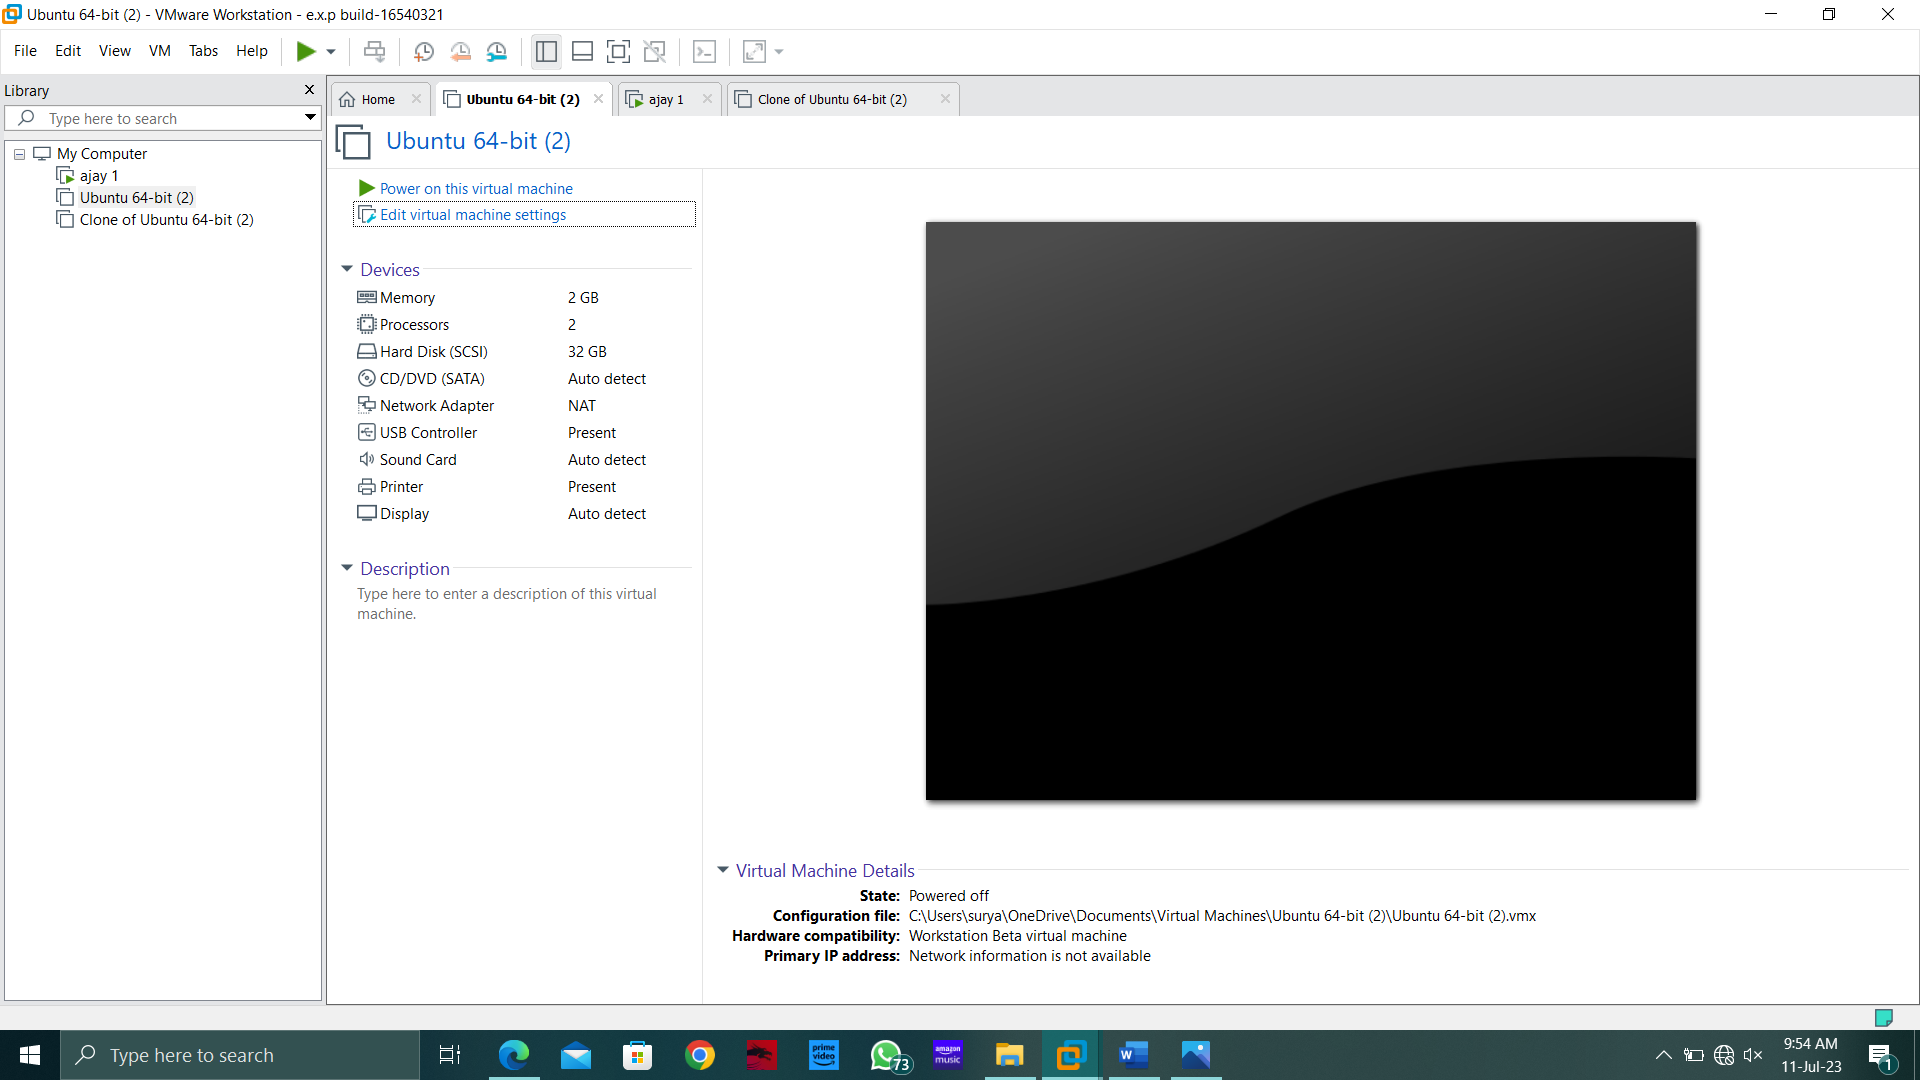 Ubuntu 64-bit (2) - VMware Workstation - e.x.p build-16540321
File Edit View VM Tabs Help
Library
Type here to search
My Computer
ajay 1
Ubuntu 64-bit (2)
Clone of Ubuntu 64-bit (2)
Home Ubuntu 64-bit (2) ajay 1 Clone of Ubuntu 64-bit (2)
Ubuntu 64-bit (2)
Power on this virtual machine
Edit virtual machine settings
Devices
Memory 2 GB
Processors 2
Hard Disk (SCSI) 32 GB
CD/DVD (SATA) Auto detect
Network Adapter NAT
USB Controller Present
Sound Card Auto detect
Printer Present
Display Auto detect
Description
Type here to enter a description of this virtual
machine.
Virtual Machine Details
State: Powered off
Configuration file: C:\Users\surya\OneDrive\Documents\Virtual Machines\Ubuntu 64-bit (2)\Ubuntu 64-bit (2).vmx
Hardware compatibility: Workstation Beta virtual machine
Primary IP address: Network information is not available
Type here to search
prime
video
73
amazon
music
W
9:54 AM
11-Jul-23
1